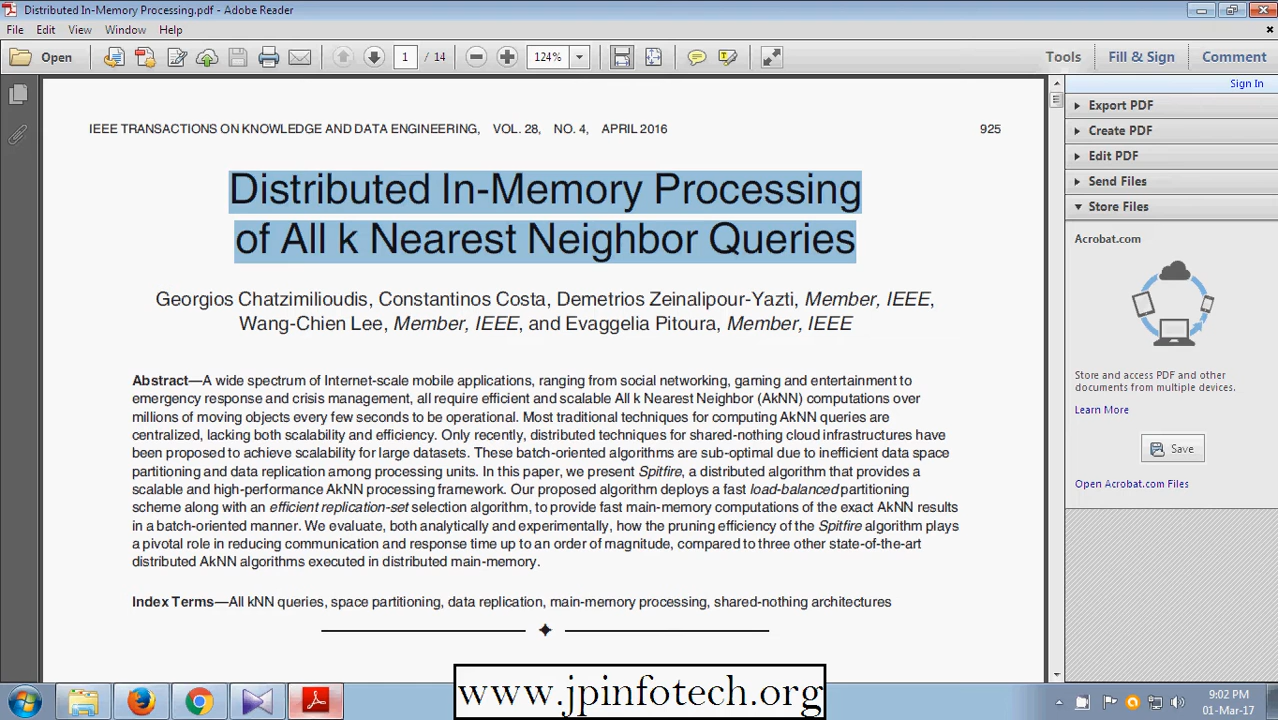 Distributed In-Memory Processing.pdf - Adobe Reader
File Edit View Window Help
Open 1 / 14 124% Tools Fill & Sign Comment
Sign In
Export PDF
Create PDF
Edit PDF
Send Files
Store Files
Acrobat.com
Store and access PDF and other
documents from multiple devices.
Learn More
Save
Open Acrobat.com Files
IEEE TRANSACTIONS ON KNOWLEDGE AND DATA ENGINEERING, VOL. 28, NO. 4, APRIL 2016 925
Distributed In-Memory Processing
of All k Nearest Neighbor Queries
Georgios Chatzimilioudis, Constantinos Costa, Demetrios Zeinalipour-Yazti, Member, IEEE,
Wang-Chien Lee, Member, IEEE, and Evaggelia Pitoura, Member, IEEE
Abstract—A wide spectrum of Internet-scale mobile applications, ranging from social networking, gaming and entertainment to
emergency response and crisis management, all require efficient and scalable All k Nearest Neighbor (AkNN) computations over
millions of moving objects every few seconds to be operational. Most traditional techniques for computing AkNN queries are
centralized, lacking both scalability and efficiency. Only recently, distributed techniques for shared-nothing cloud infrastructures have
been proposed to achieve scalability for large datasets. These batch-oriented algorithms are sub-optimal due to inefficient data space
partitioning and data replication among processing units. In this paper, we present Spitfire, a distributed algorithm that provides a
scalable and high-performance AkNN processing framework. Our proposed algorithm deploys a fast load-balanced partitioning
scheme along with an efficient replication-set selection algorithm, to provide fast main-memory computations of the exact AkNN results
in a batch-oriented manner. We evaluate, both analytically and experimentally, how the pruning efficiency of the Spitfire algorithm plays
a pivotal role in reducing communication and response time up to an order of magnitude, compared to three other state-of-the-art
distributed AkNN algorithms executed in distributed main-memory.
Index Terms—All kNN queries, space partitioning, data replication, main-memory processing, shared-nothing architectures
www.jpinfotech.org
9:02 PM
01-Mar-17